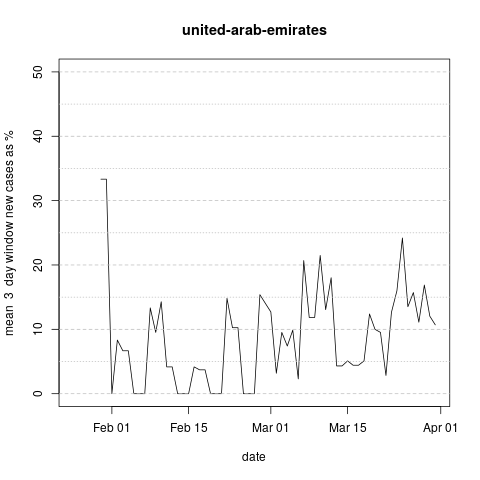 united-arab-emirates
mean 3 day window new cases as %
50
40
30
20
10
0
Feb 01 Feb 15 Mar 01 Mar 15 Apr 01
date